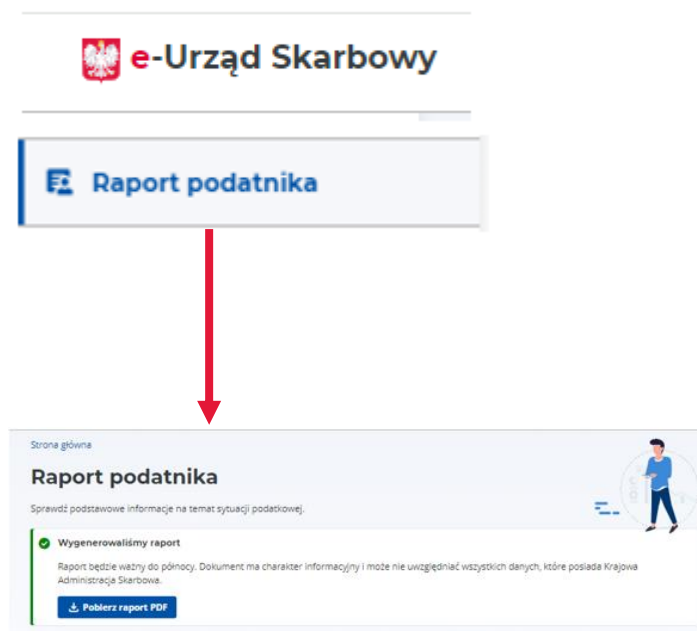 e-Urząd Skarbowy
Raport podatnika
Strona główna
Raport podatnika
Sprawdź podstawowe informacje na temat sytuacji podatkowej.
Wygenerowaliśmy raport
Raport będzie ważny do północy. Dokument ma charakter informacyjny i może nie uwzględniać wszystkich danych, które posiada Krajowa
Administracja Skarbowa.
Pobierz raport PDF